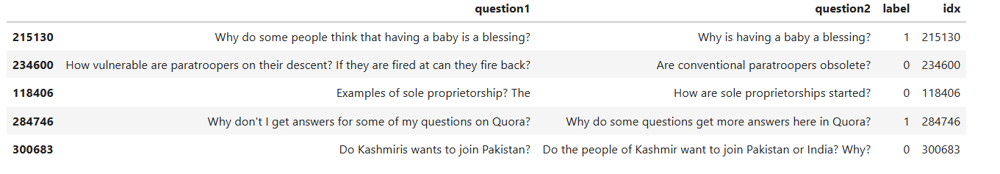 question1 question2 label idx
215130 Why do some people think that having a baby is a blessing? Why is having a baby a blessing? 1 215130
234600 How vulnerable are paratroopers on their descent? If they are fired at can they fire back? Are conventional paratroopers obsolete? 0 234600
118406 Examples of sole proprietorship? The How are sole proprietorships started? 0 118406
284746 Why don't I get answers for some of my questions on Quora? Why do some questions get more answers here in Quora? 1 284746
300683 Do Kashmiris wants to join Pakistan? Do the people of Kashmir want to join Pakistan or India? Why? 0 300683